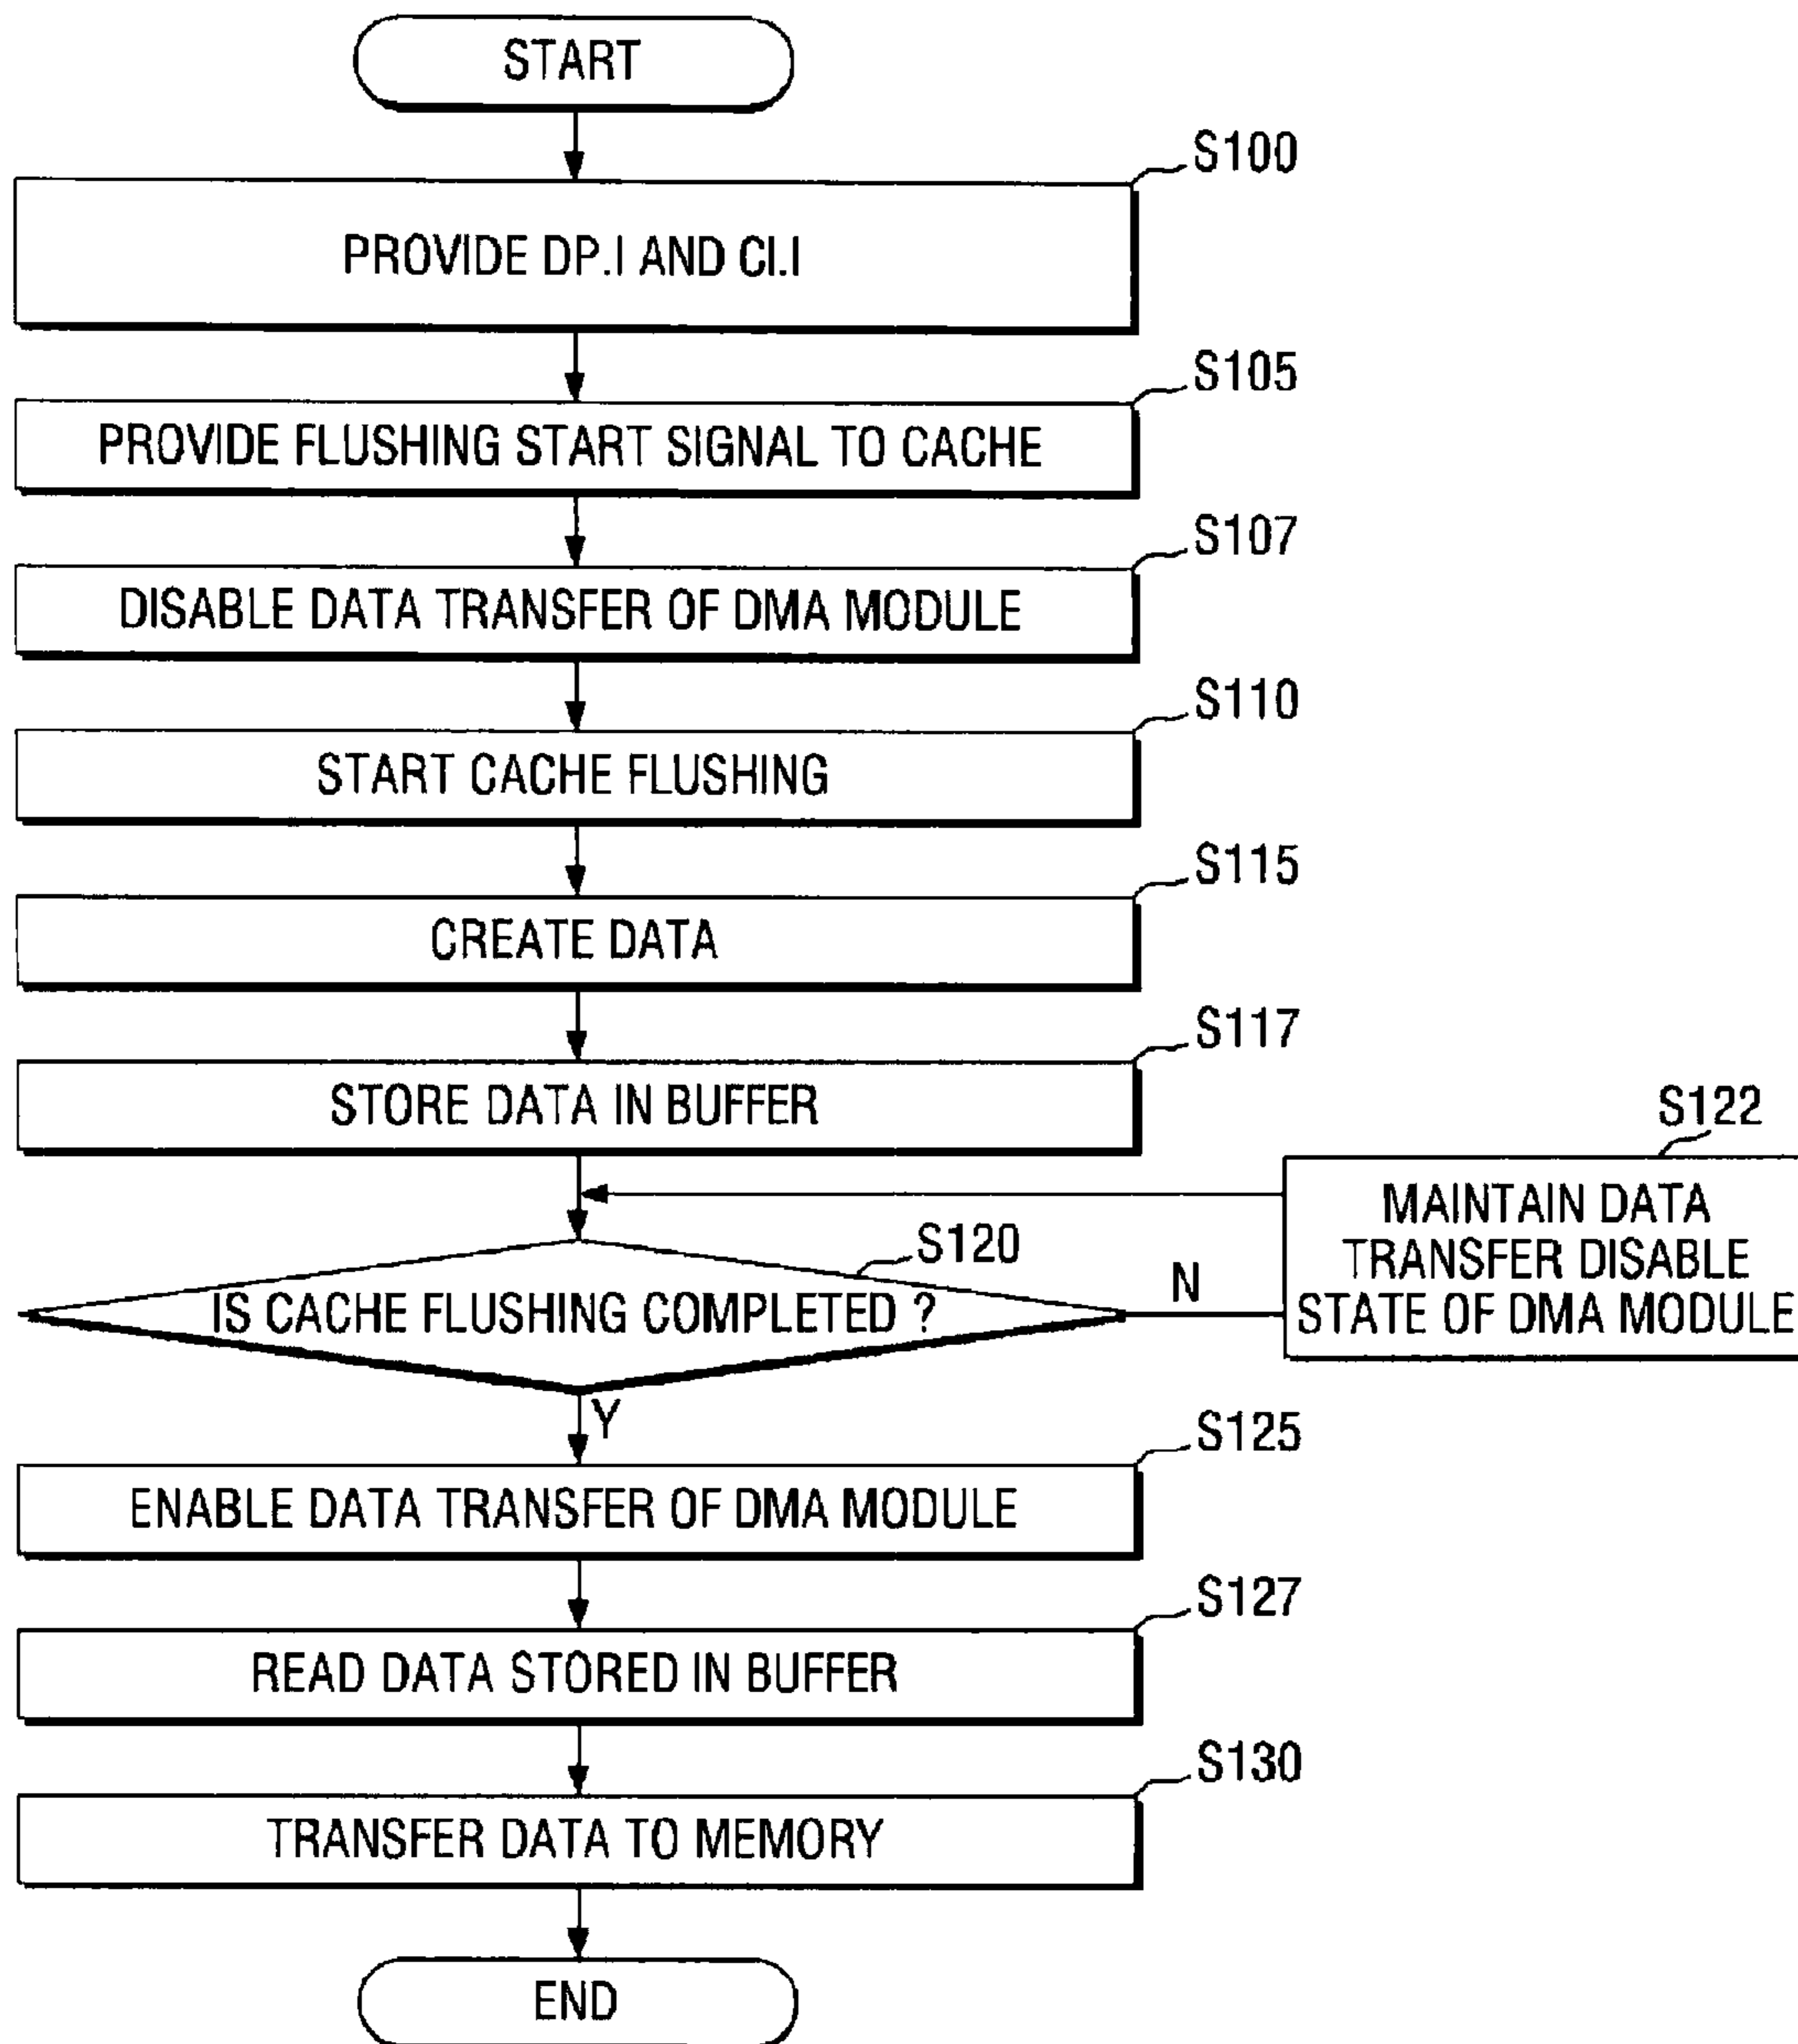 START
S100
PROVIDE DP.I AND CI.I
S105
PROVIDE FLUSHING START SIGNAL TO CACHE
S107
DISABLE DATA TRANSFER OF DMA MODULE
S110
START CACHE FLUSHING
S115
CREATE DATA
S117
STORE DATA IN BUFFER
S122
MAINTAIN DATA
TRANSFER DISABLE
STATE OF DMA MODULE
S120
IS CACHE FLUSHING COMPLETED ?
N
Y
S125
ENABLE DATA TRANSFER OF DMA MODULE
S127
READ DATA STORED IN BUFFER
S130
TRANSFER DATA TO MEMORY
END